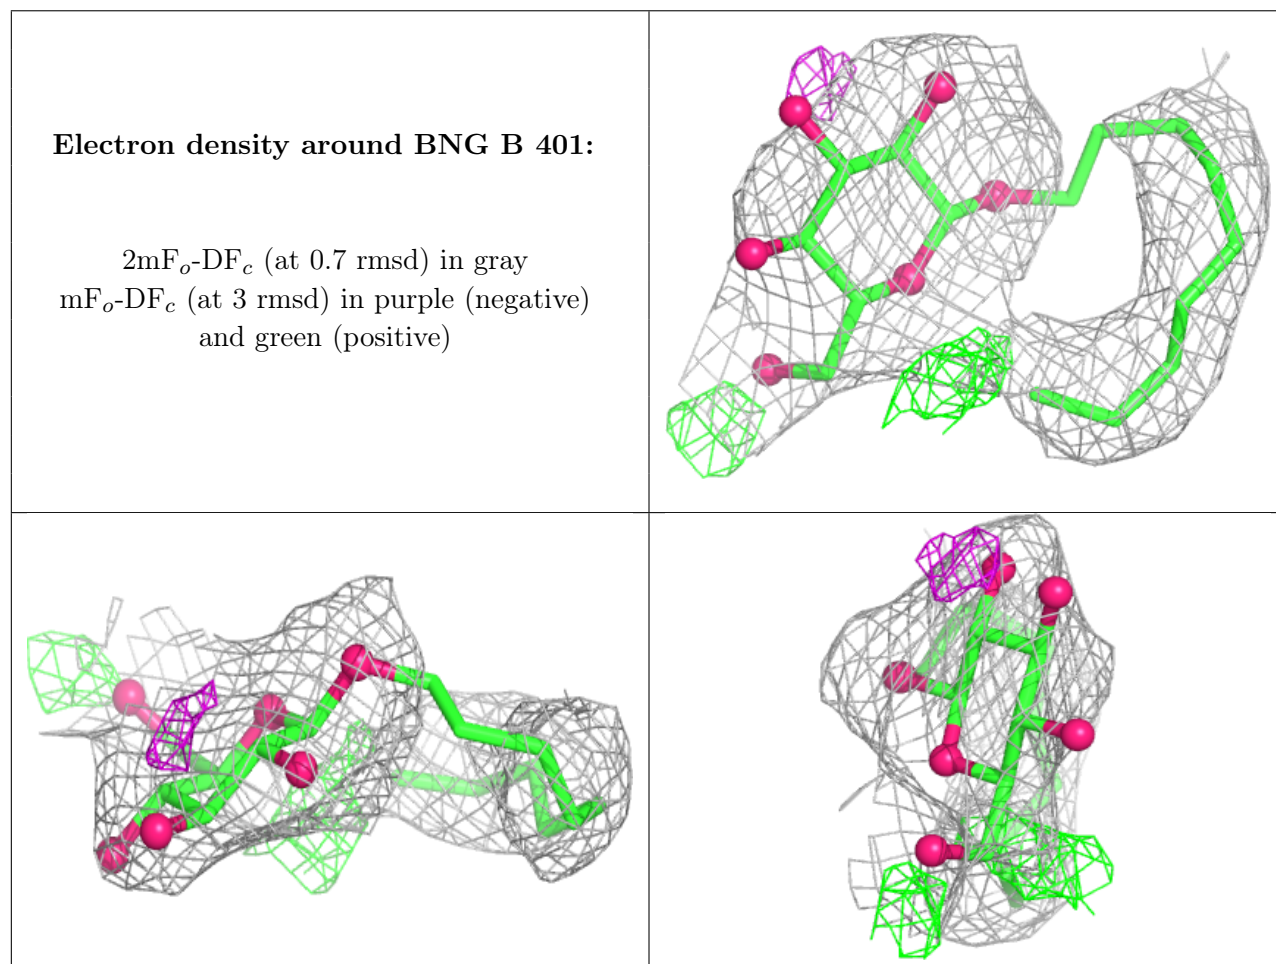 Electron density around BNG B 401:
2mFo-DFc (at 0.7 rmsd) in gray
mFo-DFc (at 3 rmsd) in purple (negative)
and green (positive)